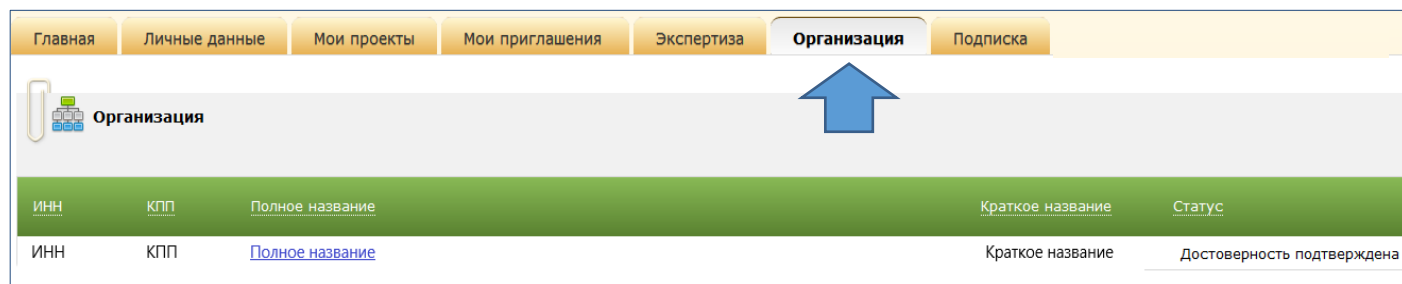 Главная Личные данные Мои проекты Мои приглашения Экспертиза Организация Подписка
Организация
ИНН КПП Полное название Краткое название Статус
ИНН КПП Полное название Краткое название Достоверность подтверждена